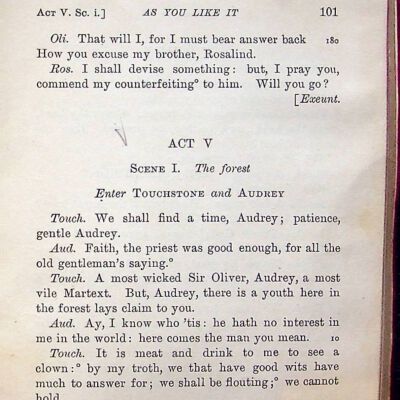 ACT V. SC. i.] AS YOU LIKE IT 101
Oli. That will I, for I must bear answer back 180
How you excuse my brother, Rosalind.
Ros. I shall devise something: but, I pray you,
commend my counterfeiting° to him. Will you go?
[Exeunt.
ACT V
SCENE I. The forest
Enter TOUCHSTONE and AUDREY
Touch. We shall find a time, Audrey; patience,
gentle Audrey.
Aud. Faith, the priest was good enough, for all the
old gentleman's saying.°
Touch. A most wicked Sir Oliver, Audrey, a most
vile Martext. But, Audrey, there is a youth here in
the forest lays claim to you.
Aud. Ay, I know who 'tis: he hath no interest in
me in the world: here comes the man you mean. 10
Touch. It is meat and drink to me to see a
clown:° by my troth, we that have good wits have
much to answer for; we shall be flouting;° we cannot
hold.